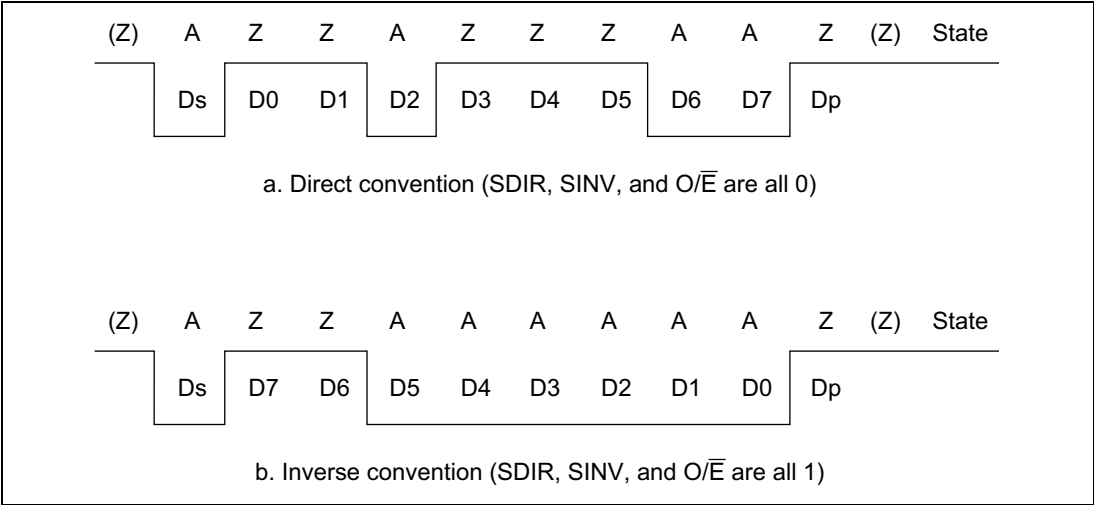 (Z) A Z Z A Z Z Z A A Z (Z) State
Ds D0 D1 D2 D3 D4 D5 D6 D7 Dp
a. Direct convention (SDIR, SINV, and O/E̅ are all 0)
(Z) A Z Z A A A A A A Z (Z) State
Ds D7 D6 D5 D4 D3 D2 D1 D0 Dp
b. Inverse convention (SDIR, SINV, and O/E̅ are all 1)